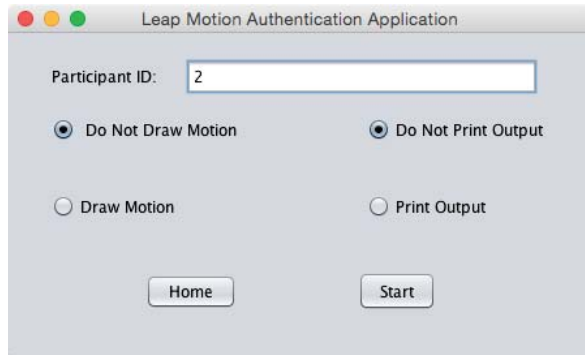 Leap Motion Authentication Application
Participant ID: 2
Do Not Draw Motion Do Not Print Output
Draw Motion Print Output
Home Start